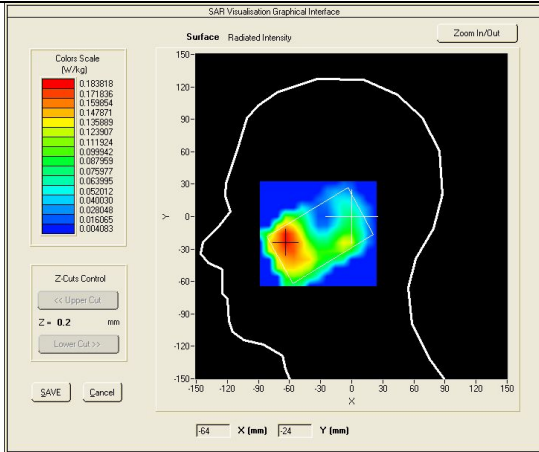 SAR Visualisation Graphical Interface
Surface Radiated Intensity
Zoom In/Out
Colors Scale
(W/kg)
0.183818
0.171836
0.159854
0.147871
0.135889
0.123907
0.111924
0.099942
0.087959
0.075977
0.063995
0.052012
0.040030
0.028048
0.016065
0.004083
Z-Cuts Control
<< Upper Cut
Z = 0.2 mm
Lower Cut >>
SAVE Cancel
150
120
90
60
30
0
-30
-60
-90
-120
-150
Y
-150 -120 -90 -60 -30 0 30 60 90 120 150
X
-64 X (mm) -24 Y (mm)